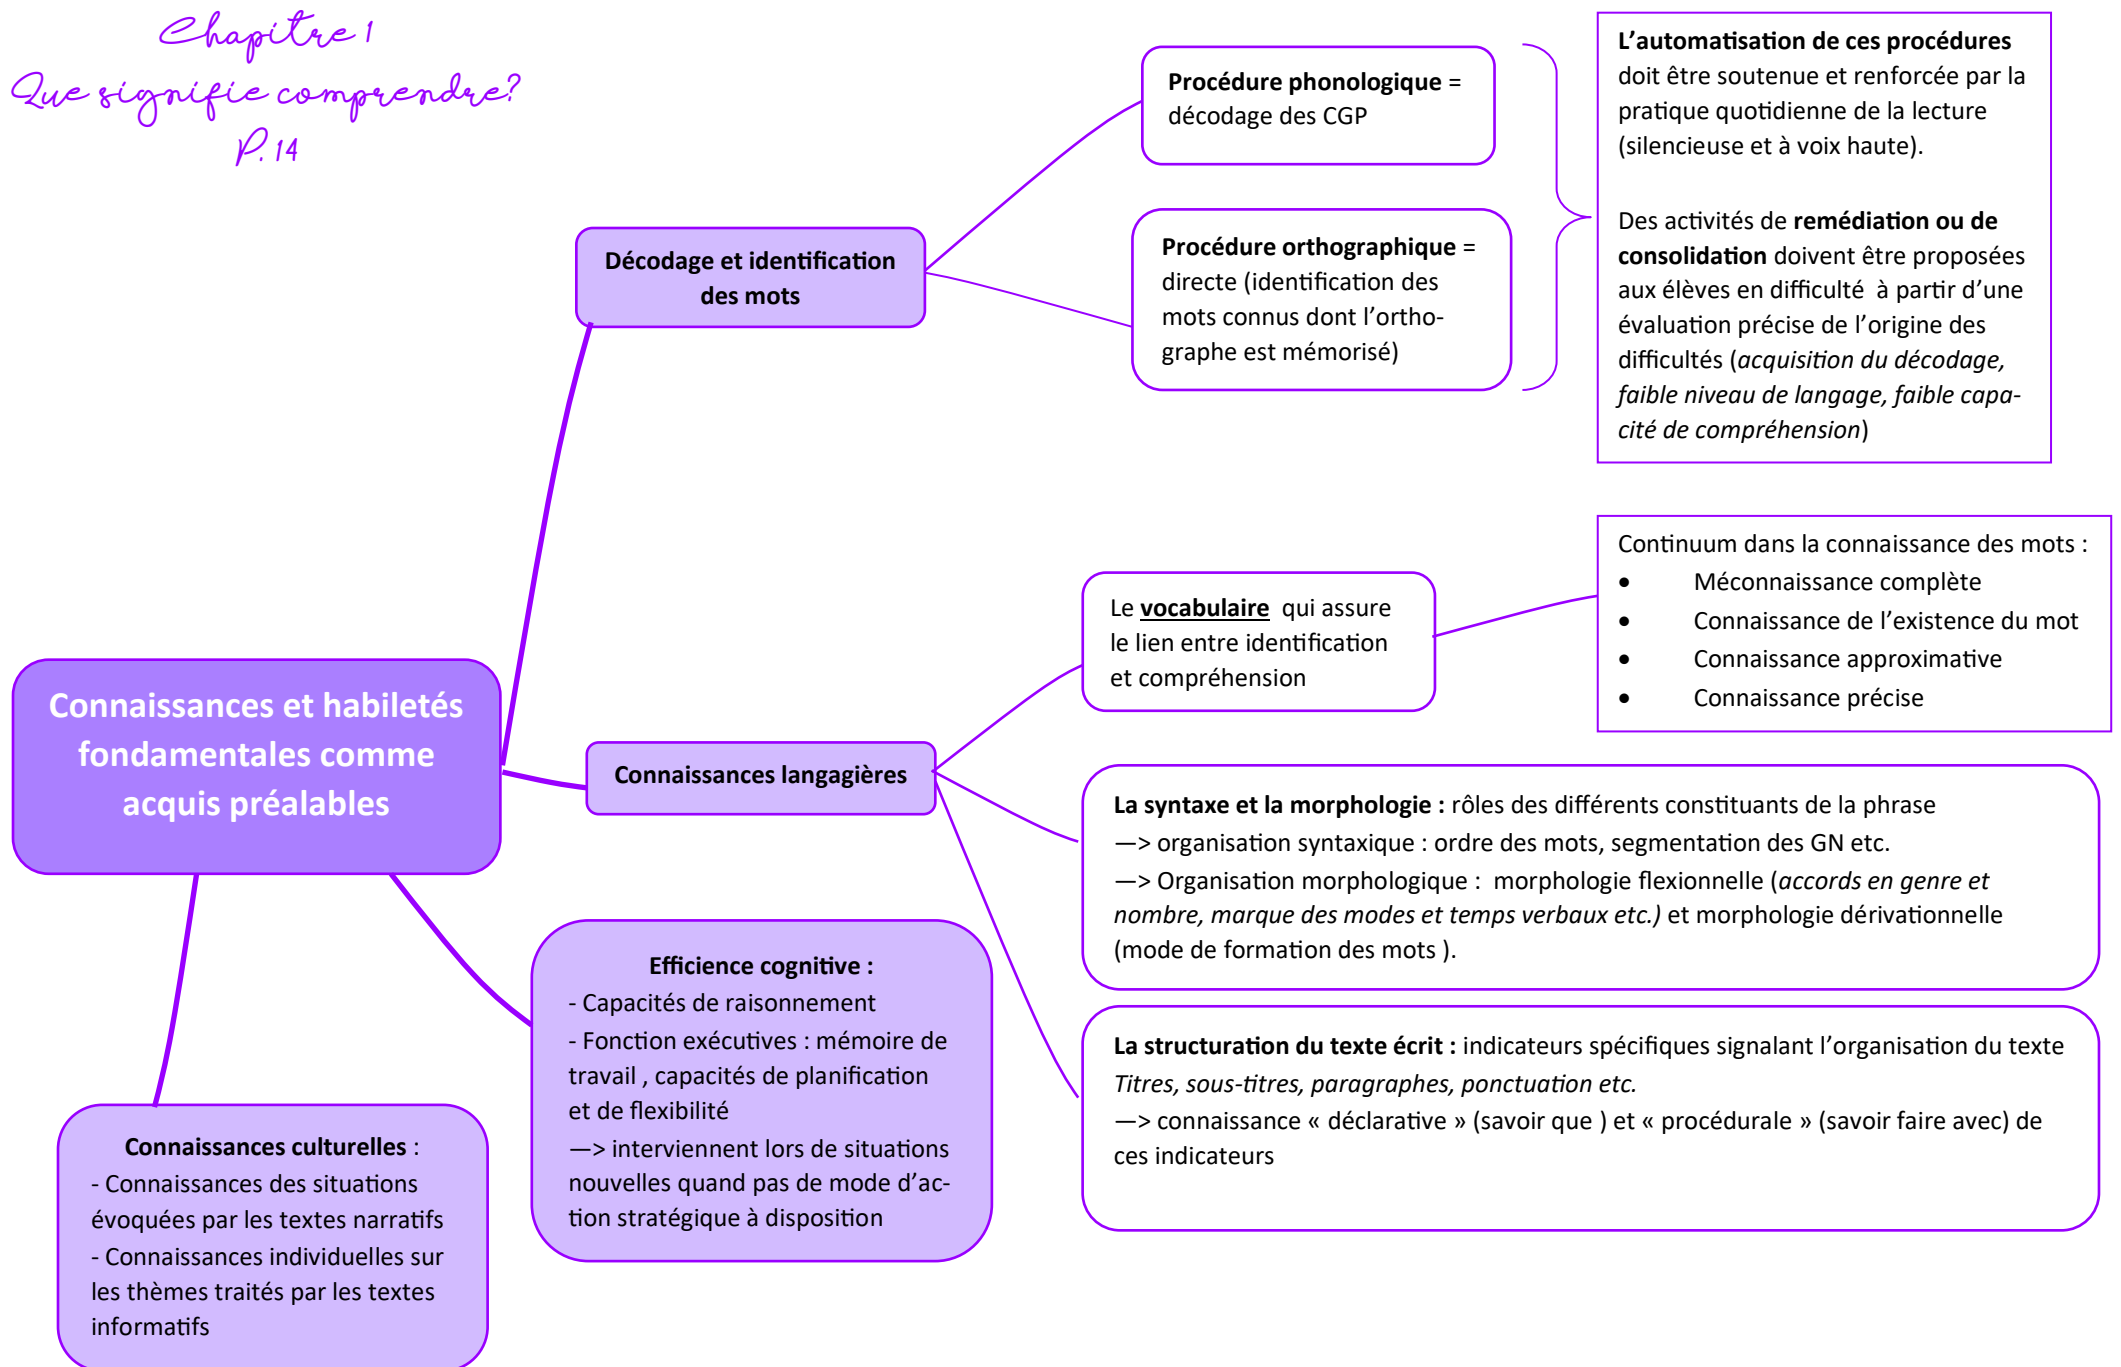 Chapitre 1
Que signifie comprendre?
P. 14
Procédure phonologique =
décodage des CGP
Procédure orthographique =
directe (identification des
mots connus dont l’ortho-
graphe est mémorisé)
L’automatisation de ces procédures
doit être soutenue et renforcée par la
pratique quotidienne de la lecture
(silencieuse et à voix haute).
Des activités de remédiation ou de
consolidation doivent être proposées
aux élèves en difficulté à partir d’une
évaluation précise de l’origine des
difficultés (acquisition du décodage,
faible niveau de langage, faible capa-
cité de compréhension)
Décodage et identification
des mots
Le vocabulaire qui assure
le lien entre identification
et compréhension
Continuum dans la connaissance des mots :
• Méconnaissance complète
• Connaissance de l’existence du mot
• Connaissance approximative
• Connaissance précise
Connaissances et habiletés
fondamentales comme
acquis préalables
Connaissances langagières
La syntaxe et la morphologie : rôles des différents constituants de la phrase
—> organisation syntaxique : ordre des mots, segmentation des GN etc.
—> Organisation morphologique : morphologie flexionnelle (accords en genre et
nombre, marque des modes et temps verbaux etc.) et morphologie dérivationnelle
(mode de formation des mots ).
La structuration du texte écrit : indicateurs spécifiques signalant l’organisation du texte
Titres, sous-titres, paragraphes, ponctuation etc.
—> connaissance « déclarative » (savoir que ) et « procédurale » (savoir faire avec) de
ces indicateurs
Efficience cognitive :
- Capacités de raisonnement
- Fonction exécutives : mémoire de
travail , capacités de planification
et de flexibilité
—> interviennent lors de situations
nouvelles quand pas de mode d’ac-
tion stratégique à disposition
Connaissances culturelles :
- Connaissances des situations
évoquées par les textes narratifs
- Connaissances individuelles sur
les thèmes traités par les textes
informatifs